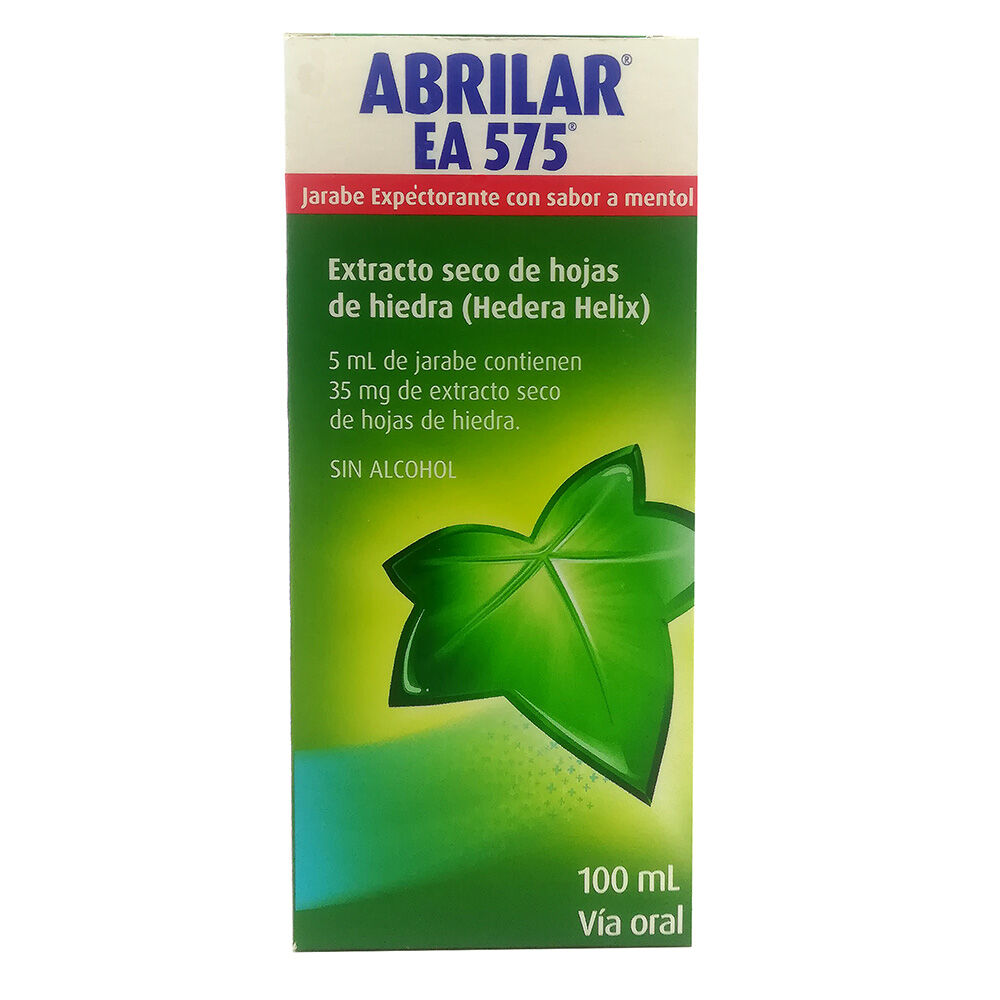 ABRILAR®
EA 575®
Jarabe Expectorante con sabor a mentol
Extracto seco de hojas
de hiedra (Hedera Helix)
5 mL de jarabe contienen
35 mg de extracto seco
de hojas de hiedra.
SIN ALCOHOL
100 mL
Vía oral